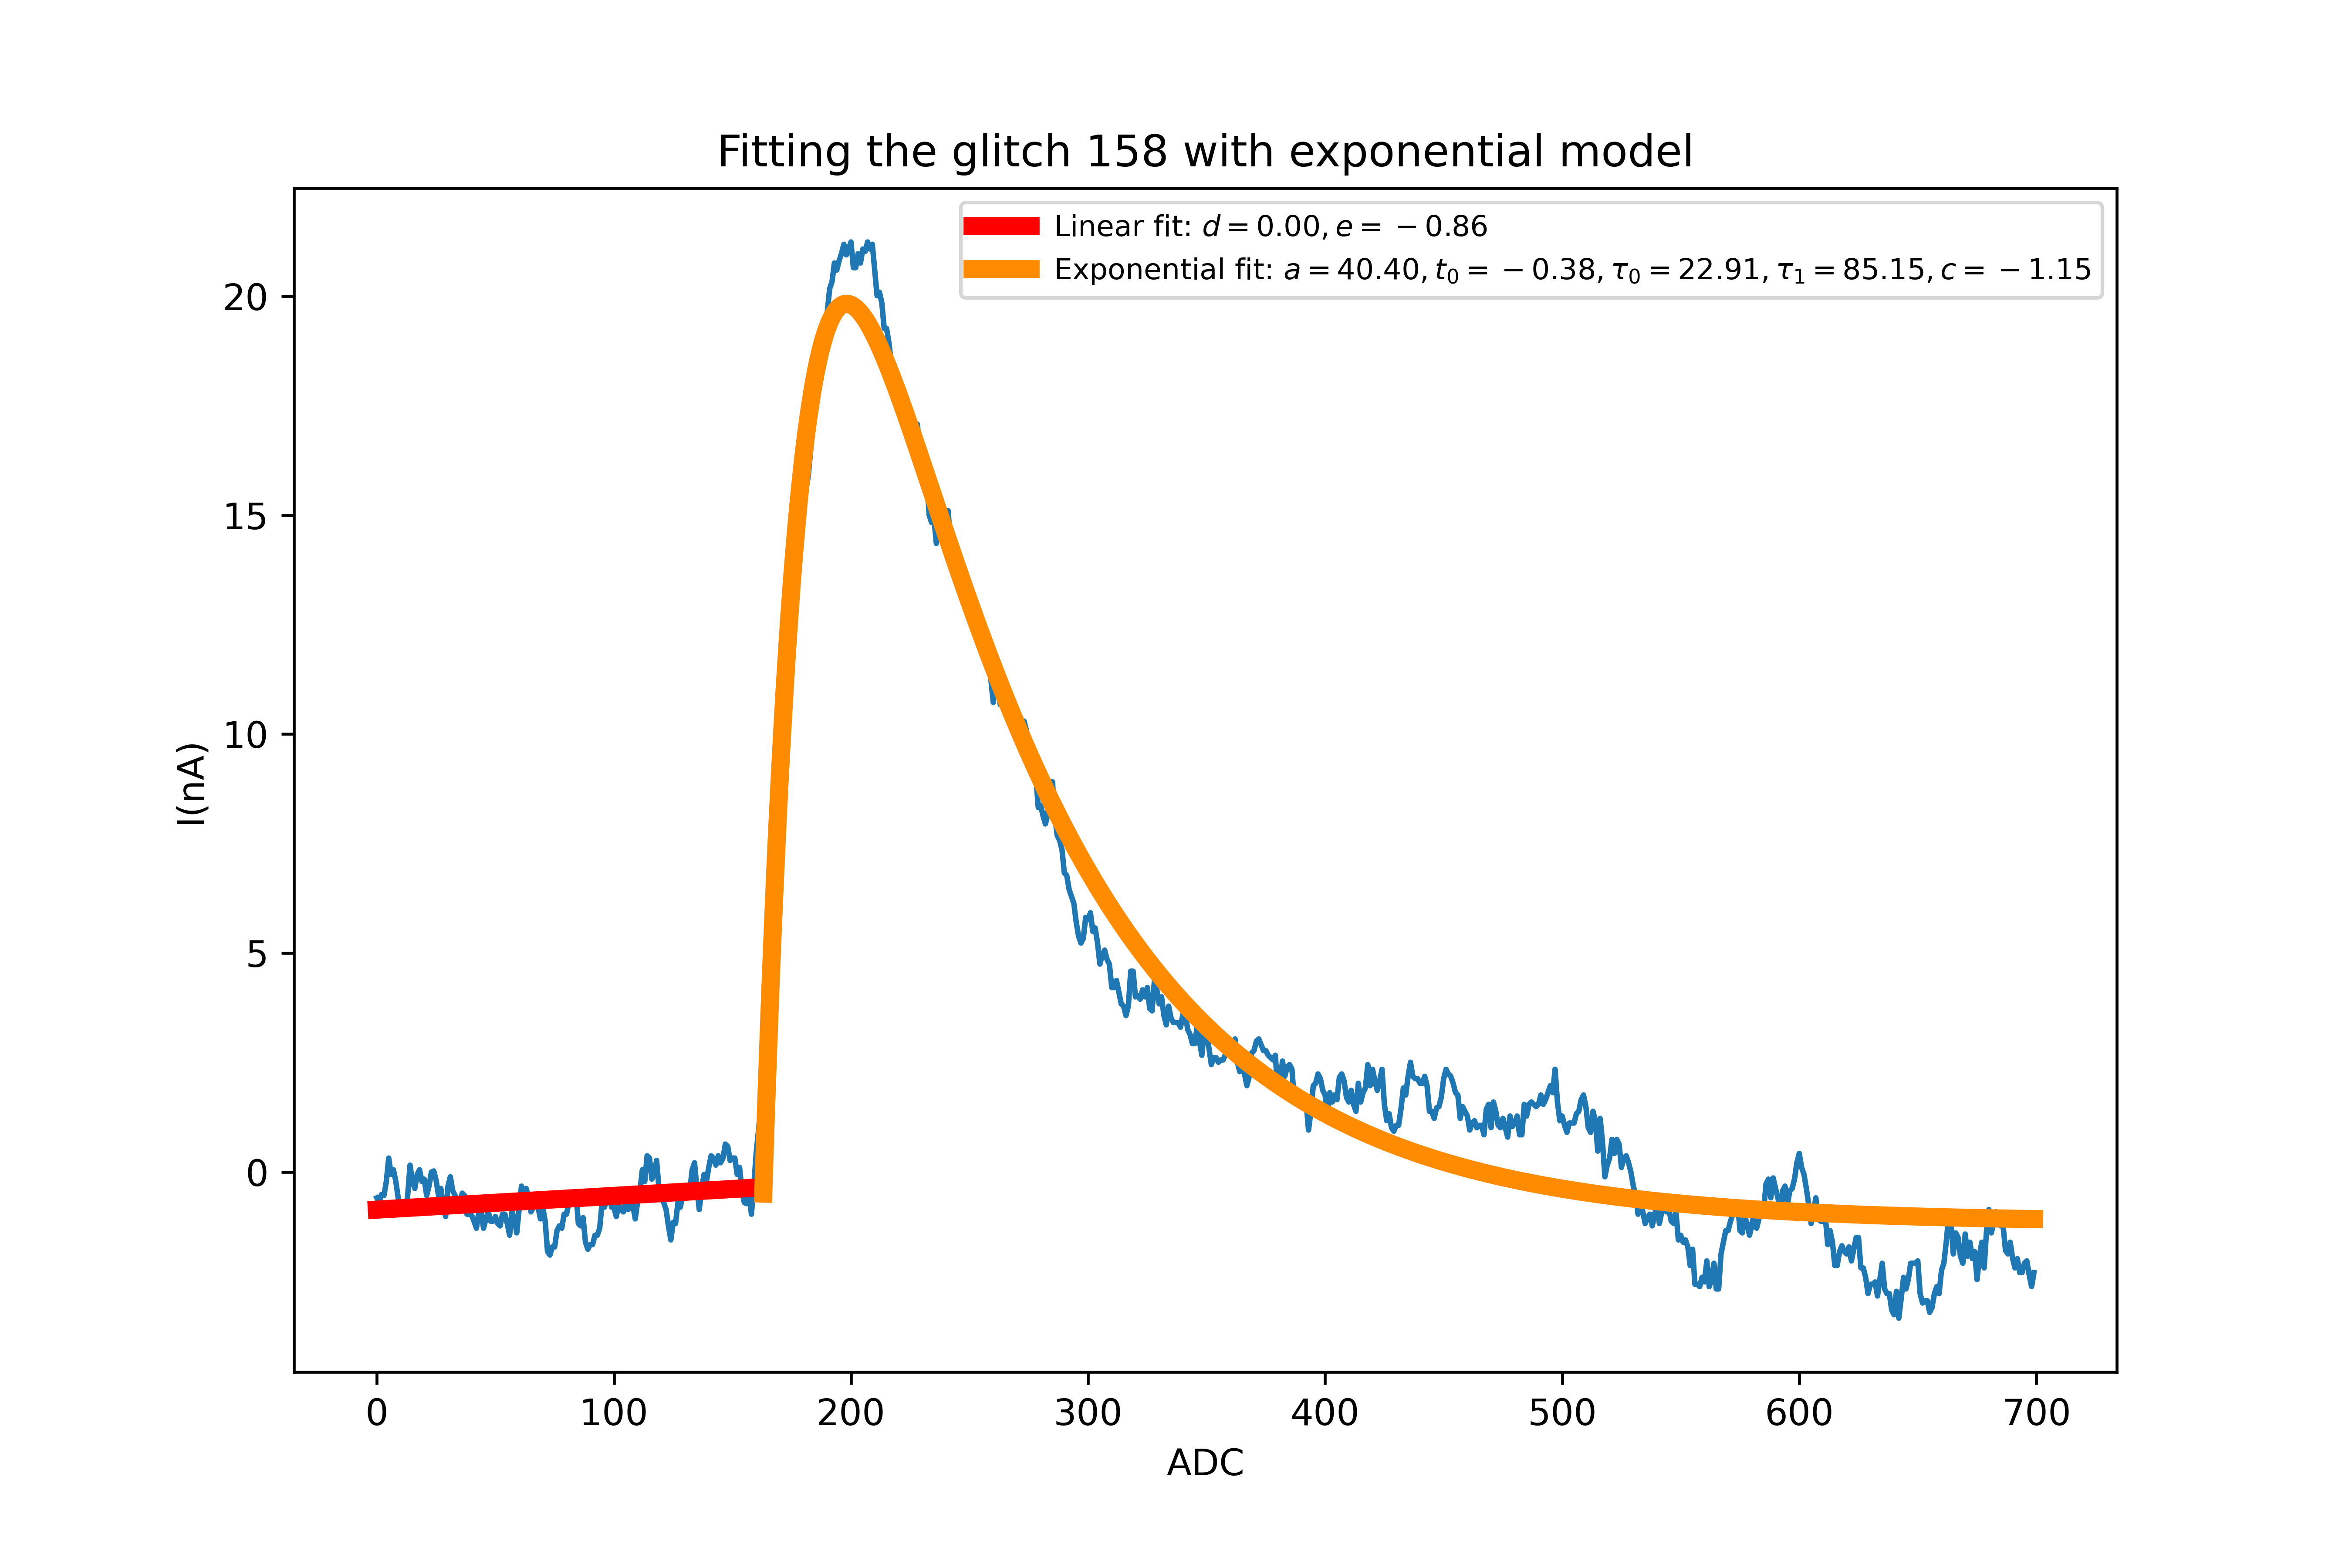 Fitting the glitch 158 with exponential model
Linear fit: d = 0.00, e = −0.86
Exponential fit: a = 40.40, t₀ = −0.38, τ₀ = 22.91, τ₁ = 85.15, c = −1.15
20
15
10
5
0
I(nA)
0 100 200 300 400 500 600 700
ADC